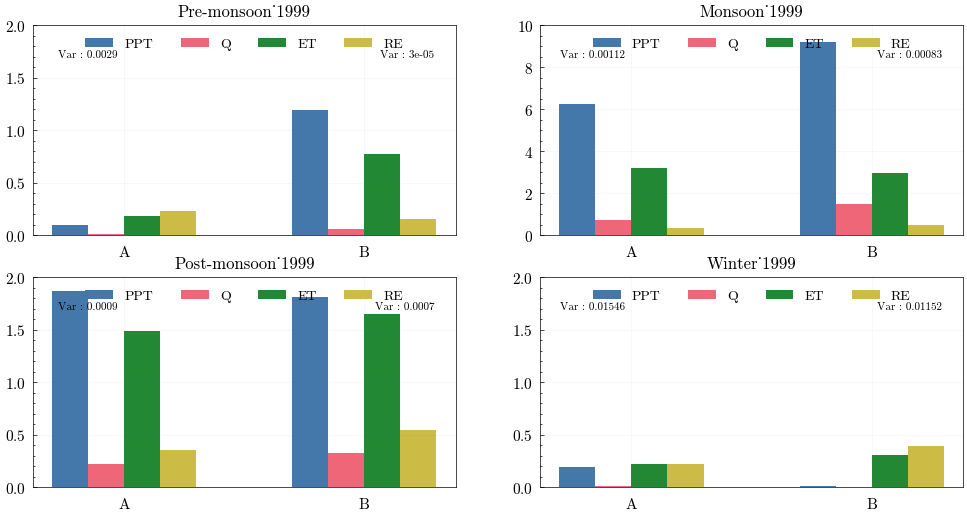 Pre-monsoon˙1999
PPT Q ET RE
Var : 0.0029 Var : 3e-05
2.0
1.5
1.0
0.5
0.0
A B
Monsoon˙1999
PPT Q ET RE
Var : 0.00112 Var : 0.00083
10
8
6
4
2
0
A B
Post-monsoon˙1999
PPT Q ET RE
Var : 0.0009 Var : 0.0007
2.0
1.5
1.0
0.5
0.0
A B
Winter˙1999
PPT Q ET RE
Var : 0.01546 Var : 0.01152
2.0
1.5
1.0
0.5
0.0
A B